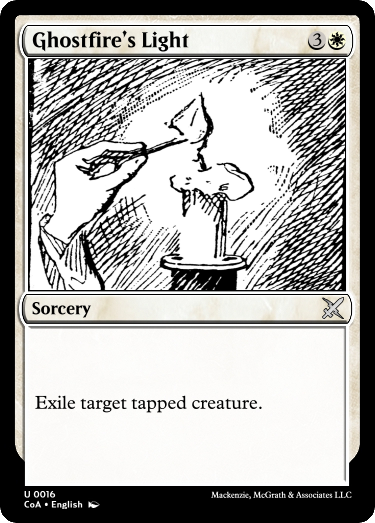 Ghostfire's Light 3
Sorcery
Exile target tapped creature.
U 0016
CoA • English
Mackenzie, McGrath & Associates LLC